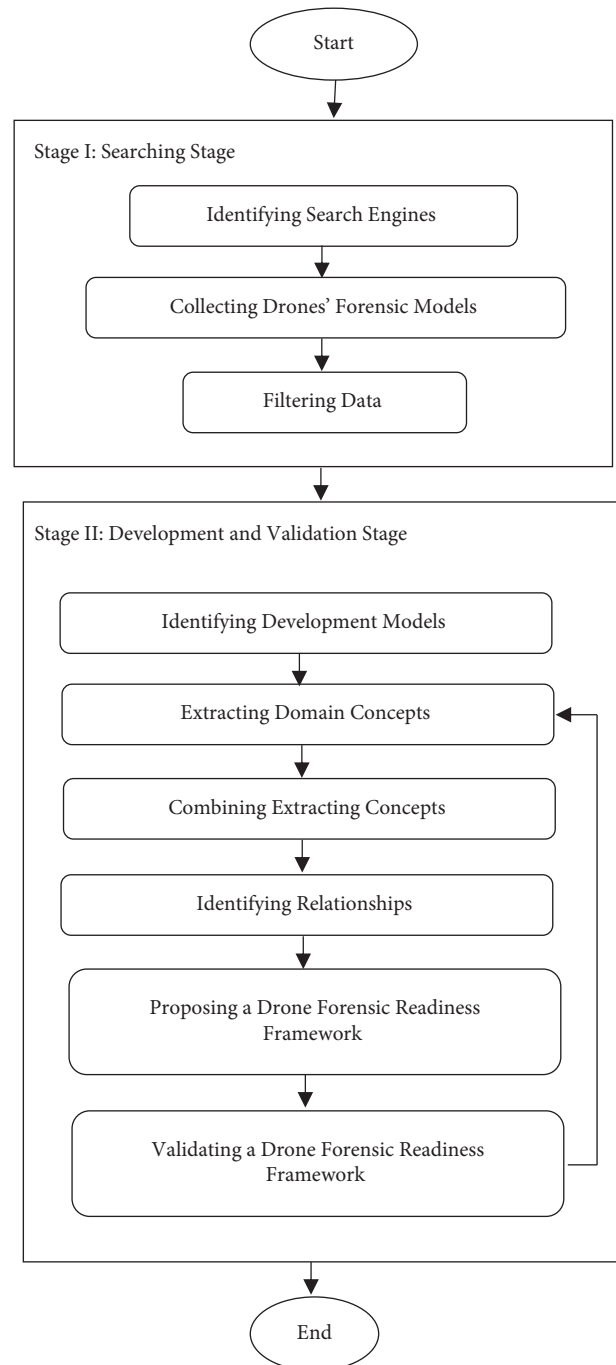 Start
Stage I: Searching Stage
Identifying Search Engines
Collecting Drones' Forensic Models
Filtering Data
Stage II: Development and Validation Stage
Identifying Development Models
Extracting Domain Concepts
Combining Extracting Concepts
Identifying Relationships
Proposing a Drone Forensic Readiness
Framework
Validating a Drone Forensic Readiness
Framework
End